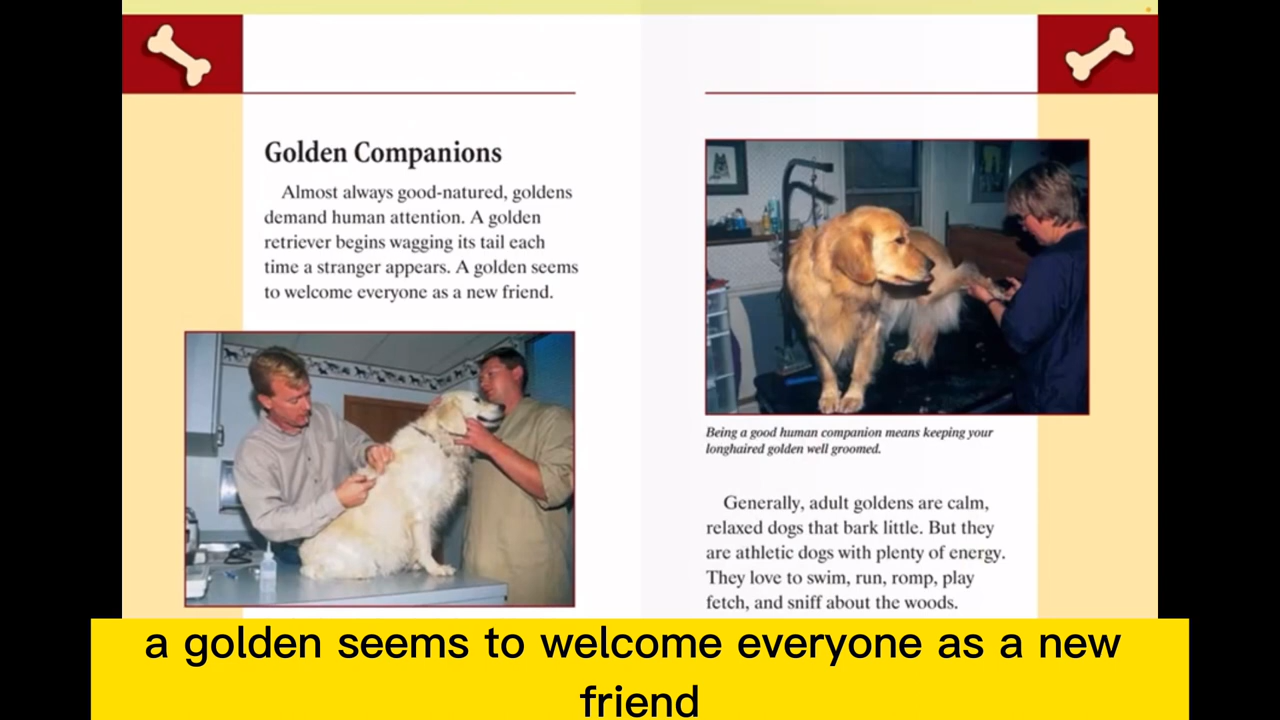 Golden Companions
Almost always good-natured, goldens
demand human attention. A golden
retriever begins wagging its tail each
time a stranger appears. A golden seems
to welcome everyone as a new friend.
Being a good human companion means keeping your
longhaired golden well groomed.
Generally, adult goldens are calm,
relaxed dogs that bark little. But they
are athletic dogs with plenty of energy.
They love to swim, run, romp, play
fetch, and sniff about the woods.
a golden seems to welcome everyone as a new
friend